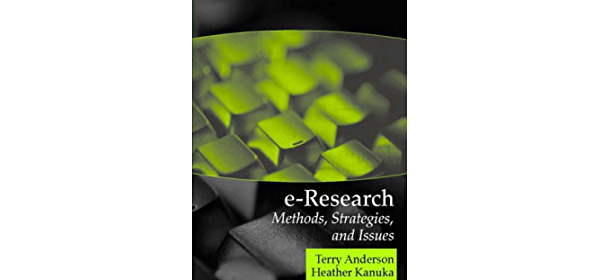 e-Research
Methods, Strategies,
and Issues
Terry Anderson
Heather Kanuka